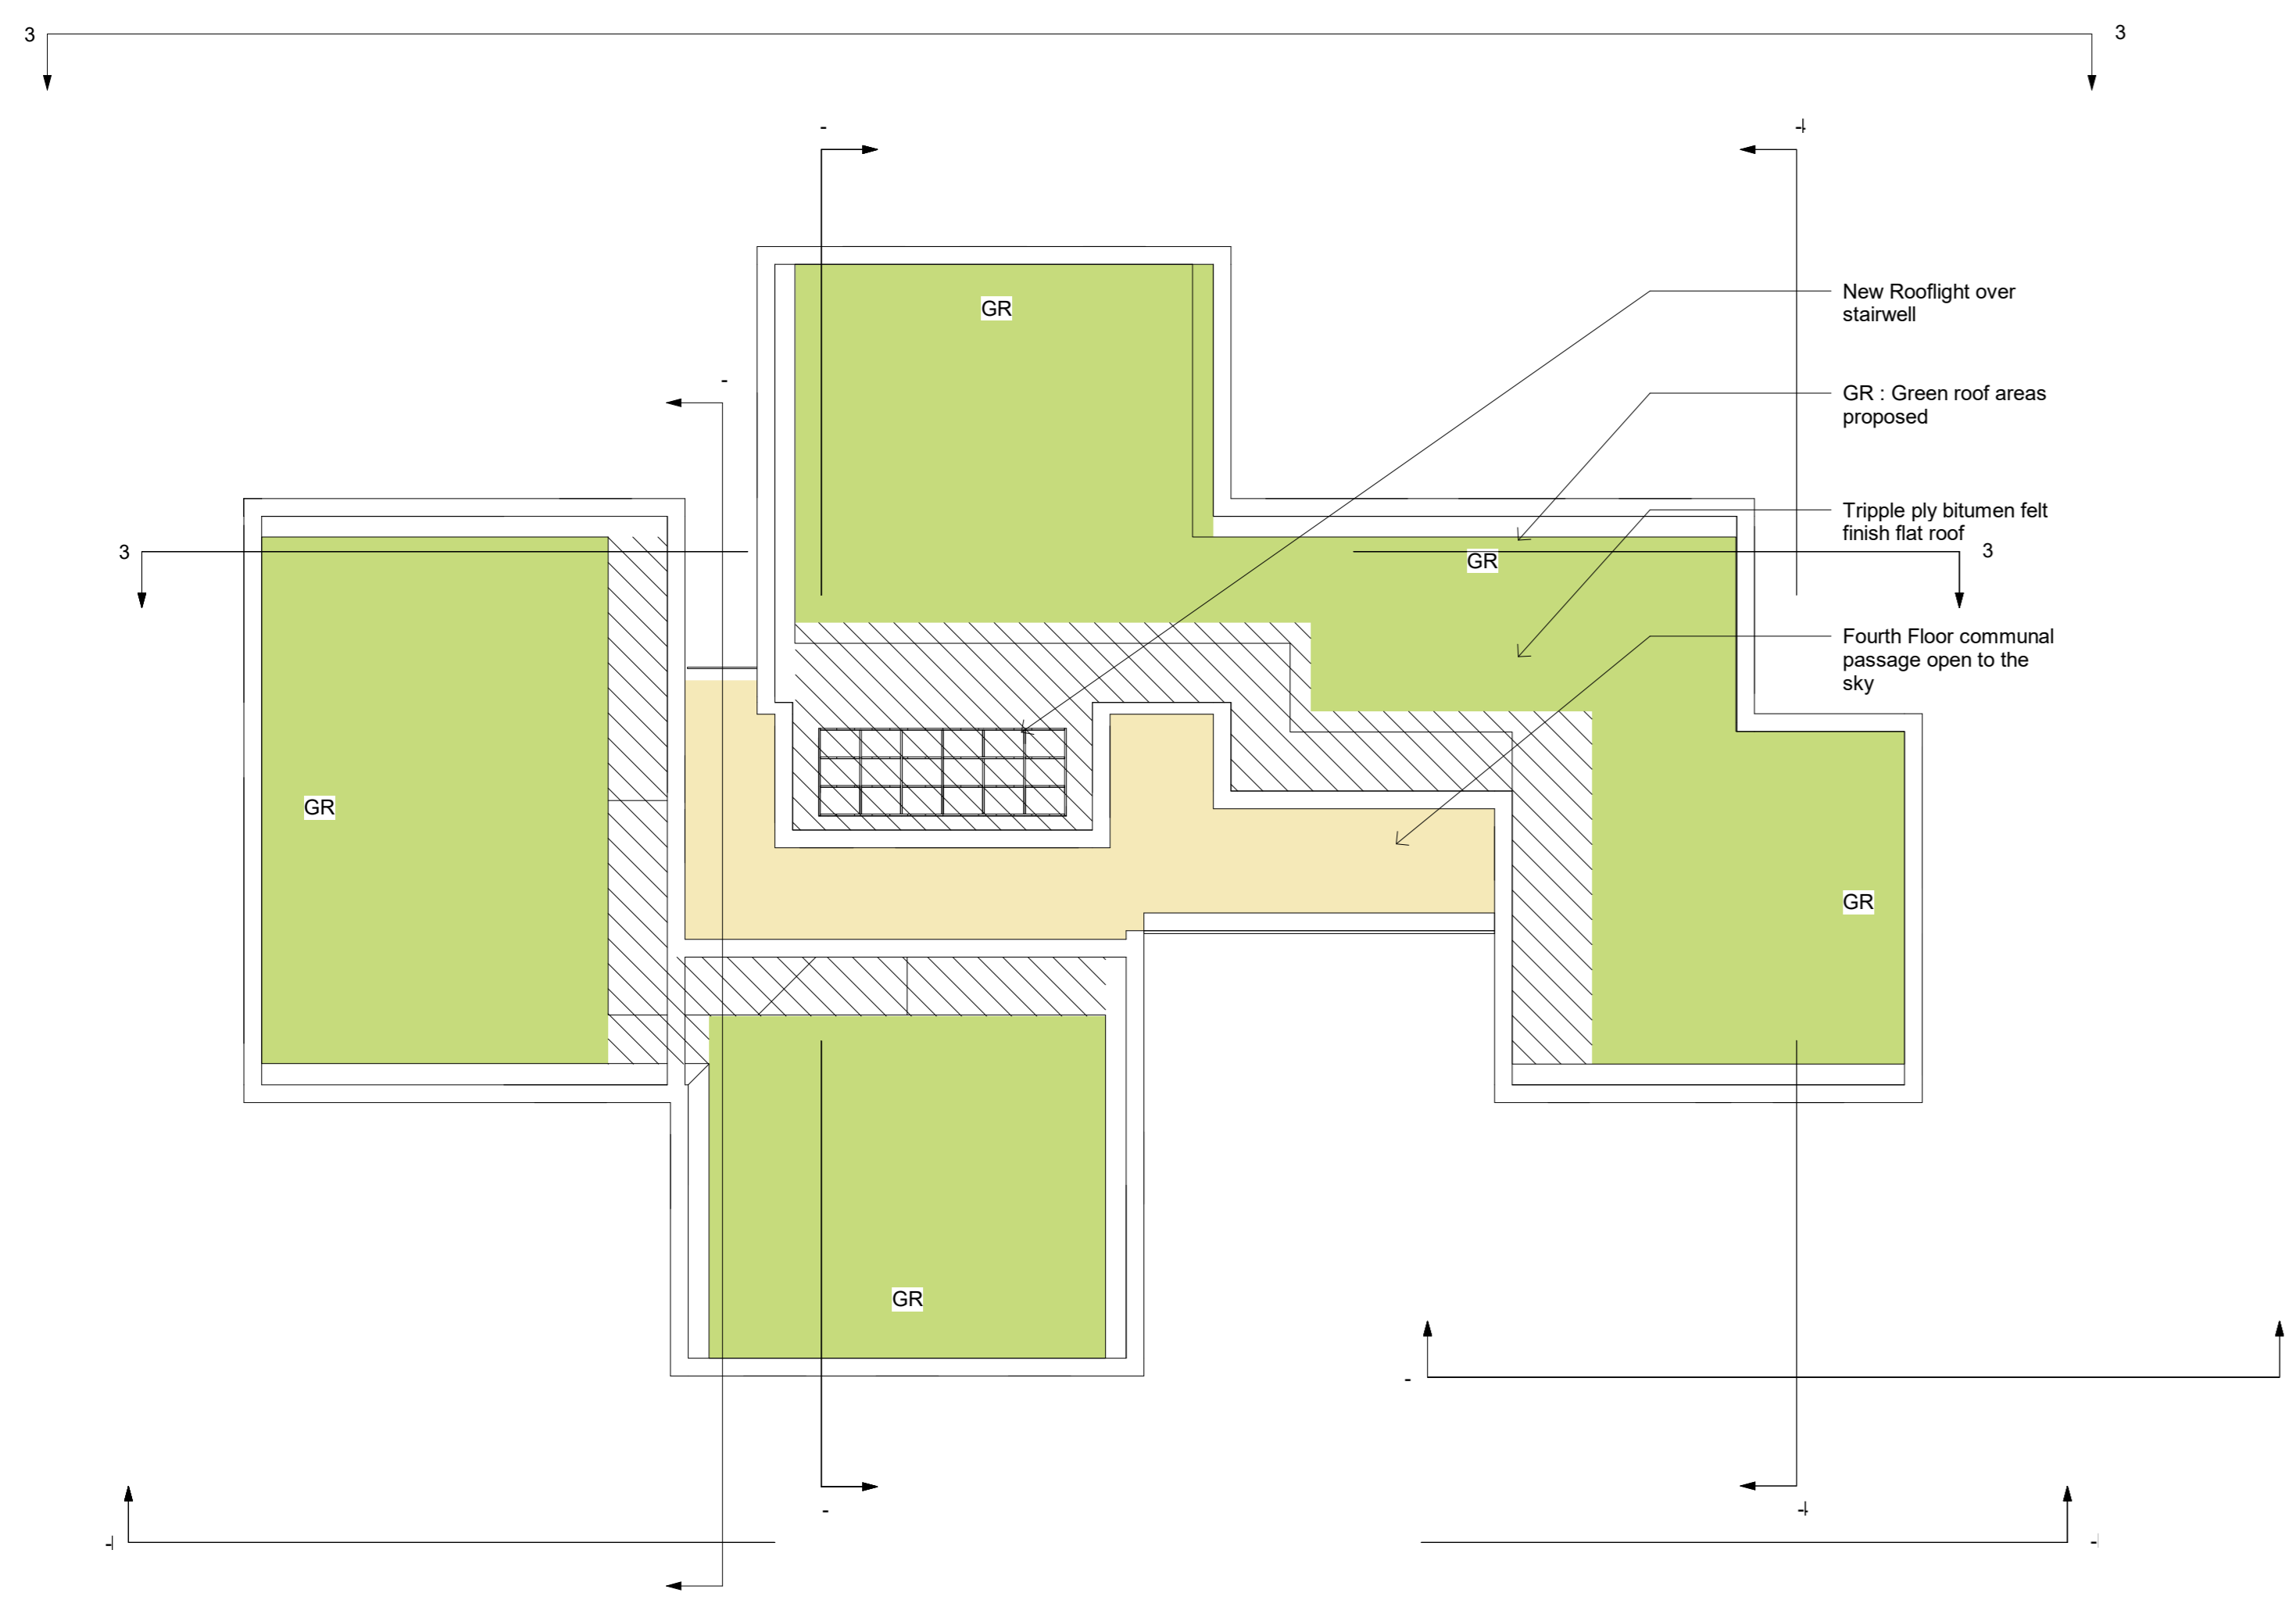 3
3
-
-
GR
New Rooflight over
stairwell
-
GR : Green roof areas
proposed
Tripple ply bitumen felt
finish flat roof
3
GR
3
Fourth Floor communal
passage open to the
sky
GR
GR
GR
-
-
-
-
-